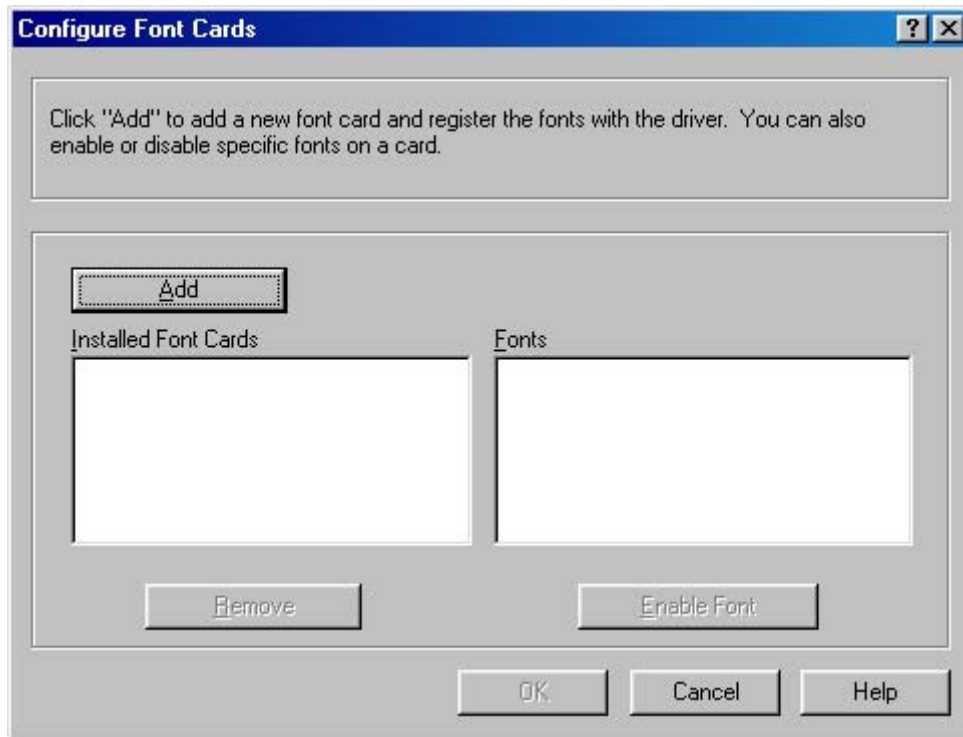 Configure Font Cards
Click "Add" to add a new font card and register the fonts with the driver.  You can also
enable or disable specific fonts on a card.
Add
Installed Font Cards
Fonts
Remove
Enable Font
OK
Cancel
Help